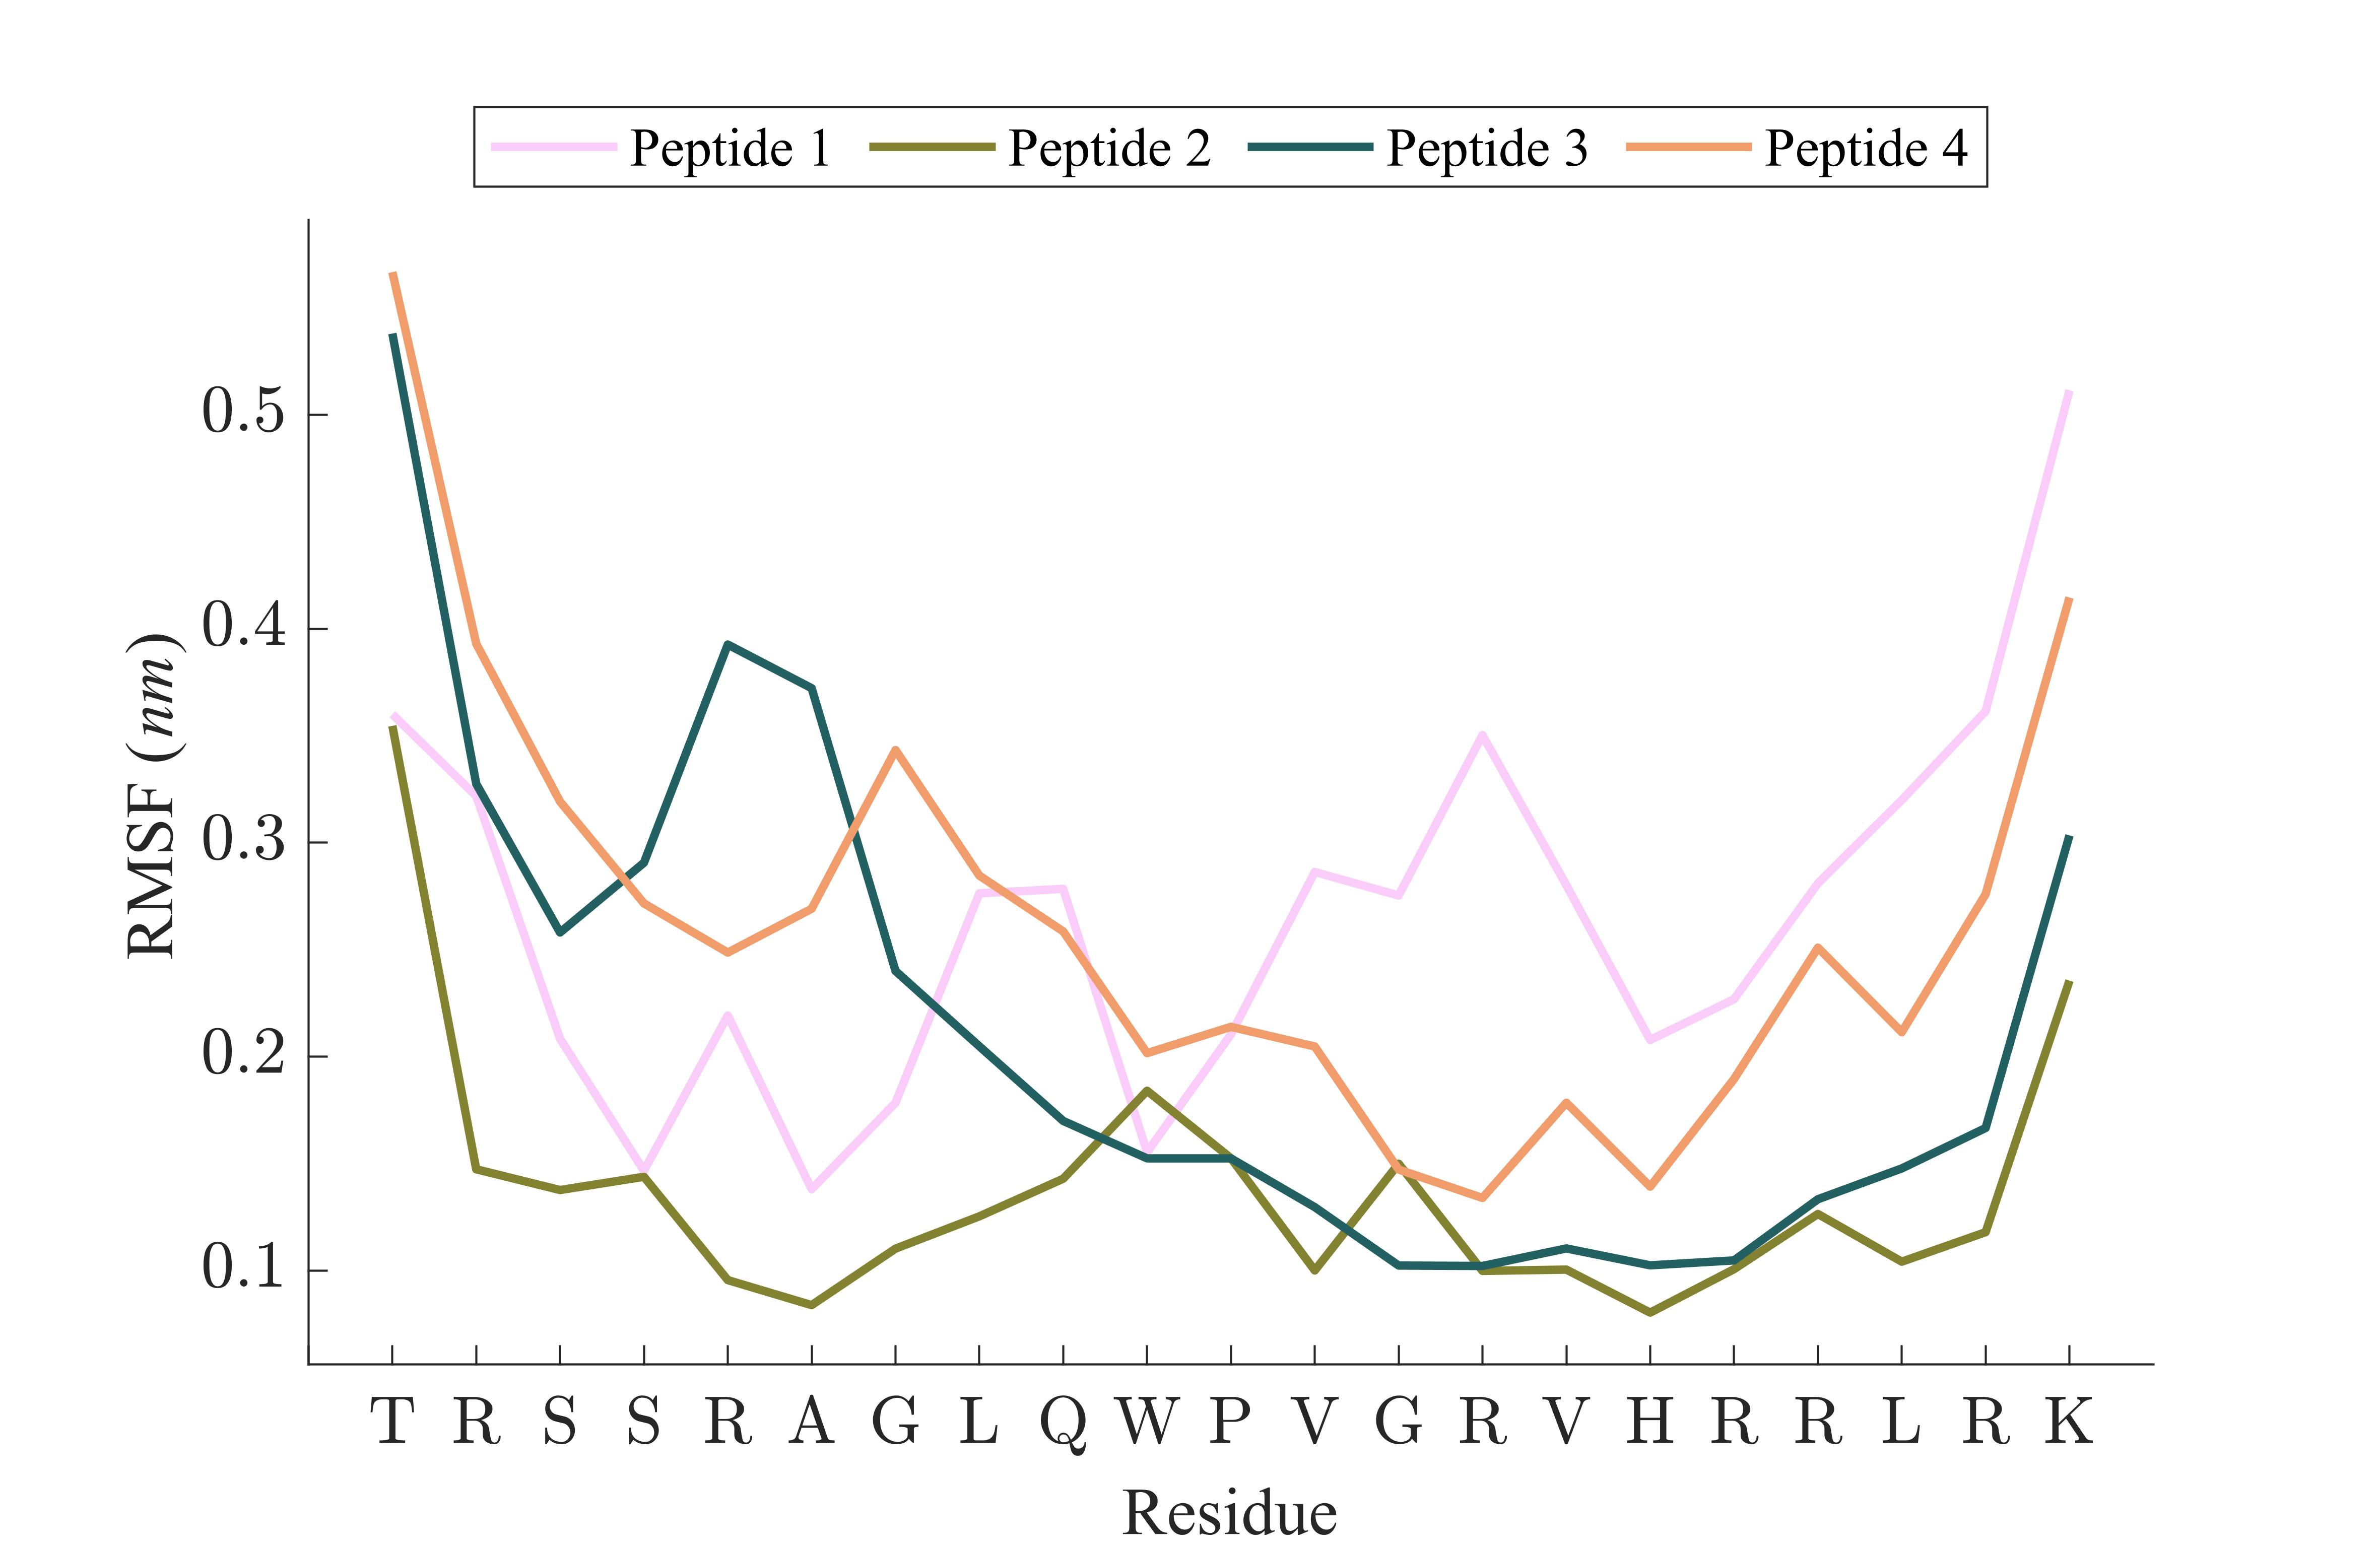 Peptide 1 Peptide 2 Peptide 3 Peptide 4
RMSF (nm)
0.5
0.4
0.3
0.2
0.1
T R S S R A G L Q W P V G R V H R R L R K
Residue